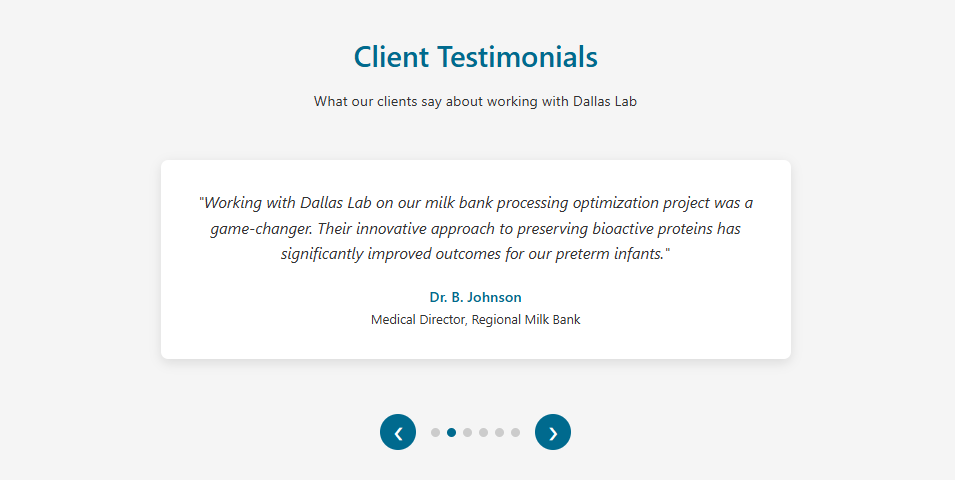 Client Testimonials
What our clients say about working with Dallas Lab
"Working with Dallas Lab on our milk bank processing optimization project was a
game-changer. Their innovative approach to preserving bioactive proteins has
significantly improved outcomes for our preterm infants."
Dr. B. Johnson
Medical Director, Regional Milk Bank
‹ ›